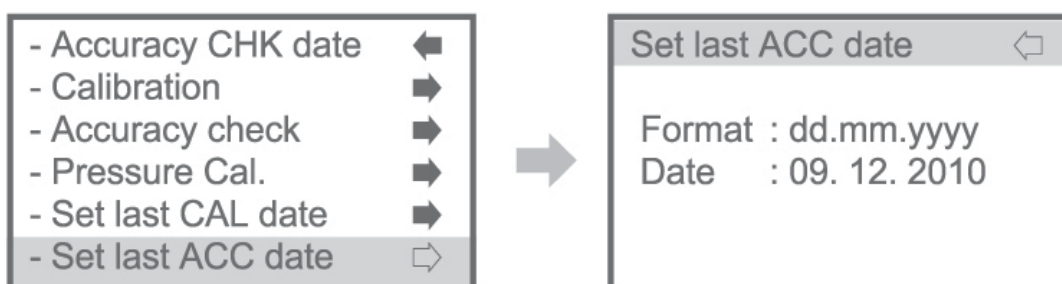 - Accuracy CHK date
- Calibration
- Accuracy check
- Pressure Cal.
- Set last CAL date
- Set last ACC date
Set last ACC date
Format : dd.mm.yyyy
Date : 09. 12. 2010